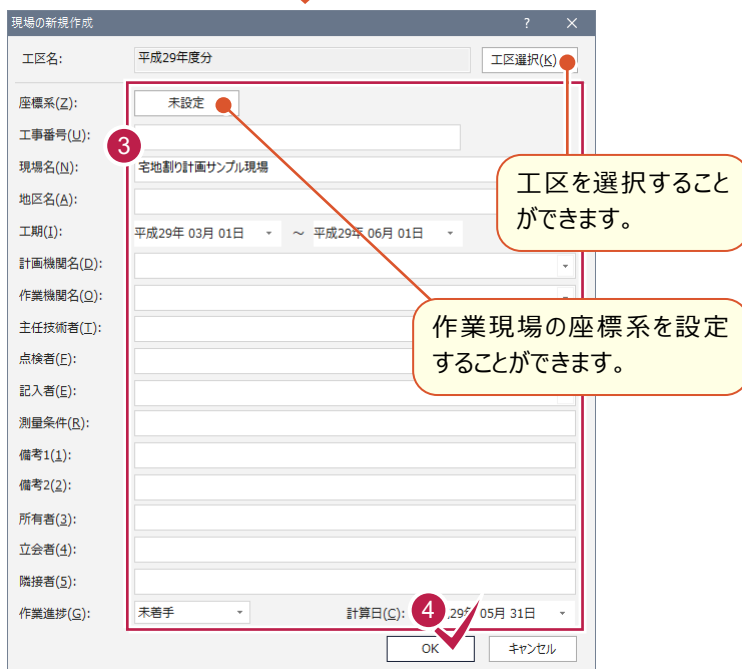 現場の新規作成 ? ×
工区名: 平成29年度分 工区選択(K)
座標系(Z): 未設定
工事番号(U):
3
現場名(N): 宅地割り計画サンプル現場
工区を選択すること
ができます。
地区名(A):
工期(I): 平成29年 03月 01日 ～ 平成29年 06月 01日
計画機関名(D):
作業機関名(O):
作業現場の座標系を設定
することができます。
主任技術者(T):
点検者(F):
記入者(E):
測量条件(R):
備考1(1):
備考2(2):
所有者(3):
立会者(4):
隣接者(5):
作業進捗(G): 未着手 計算日(C): 4 29年 05月 31日
OK キャンセル